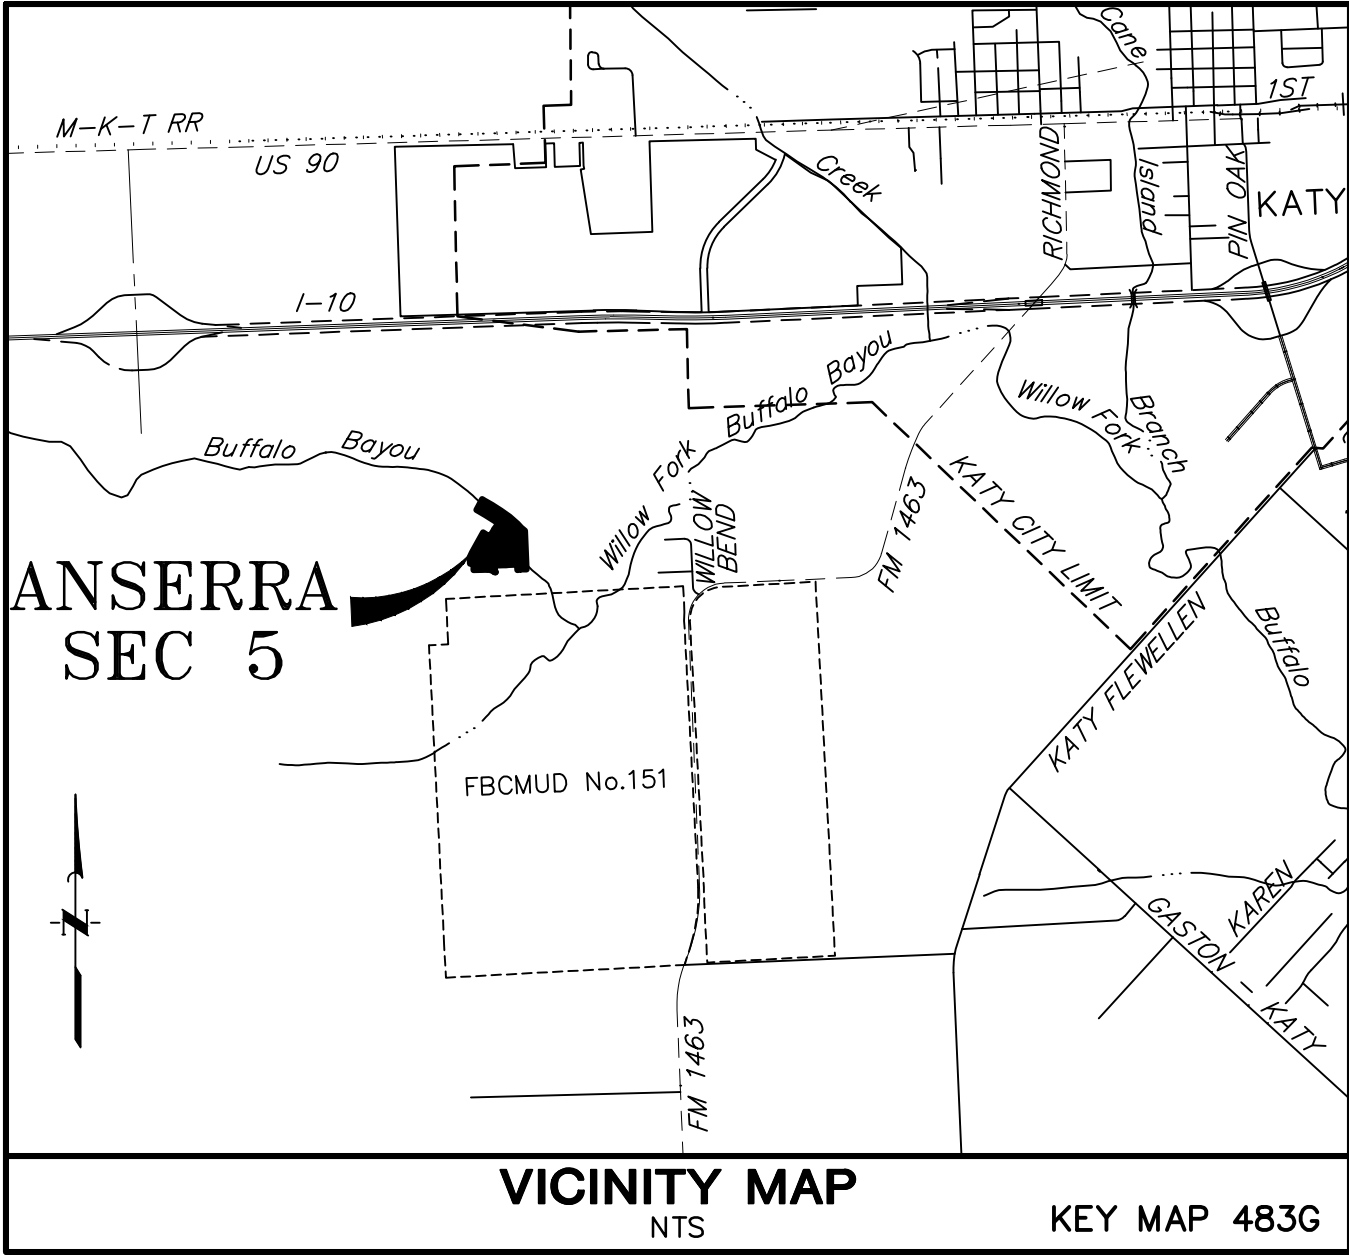 Cane
1ST
M-K-T RR
US 90
Creek
RICHMOND
Island
PIN OAK
KATY
I-10
Buffalo Bayou
Willow Fork
Buffalo Bayou
Willow Fork
Branch
KATY CITY LIMIT
FM 1463
WILLOW
BEND
ANSERRA
SEC 5
KATY FLEWELLEN
Buffalo
FBCMUD No.151
KAREN
GASTON - KATY
N
FM 1463
VICINITY MAP
NTS
KEY MAP 483G